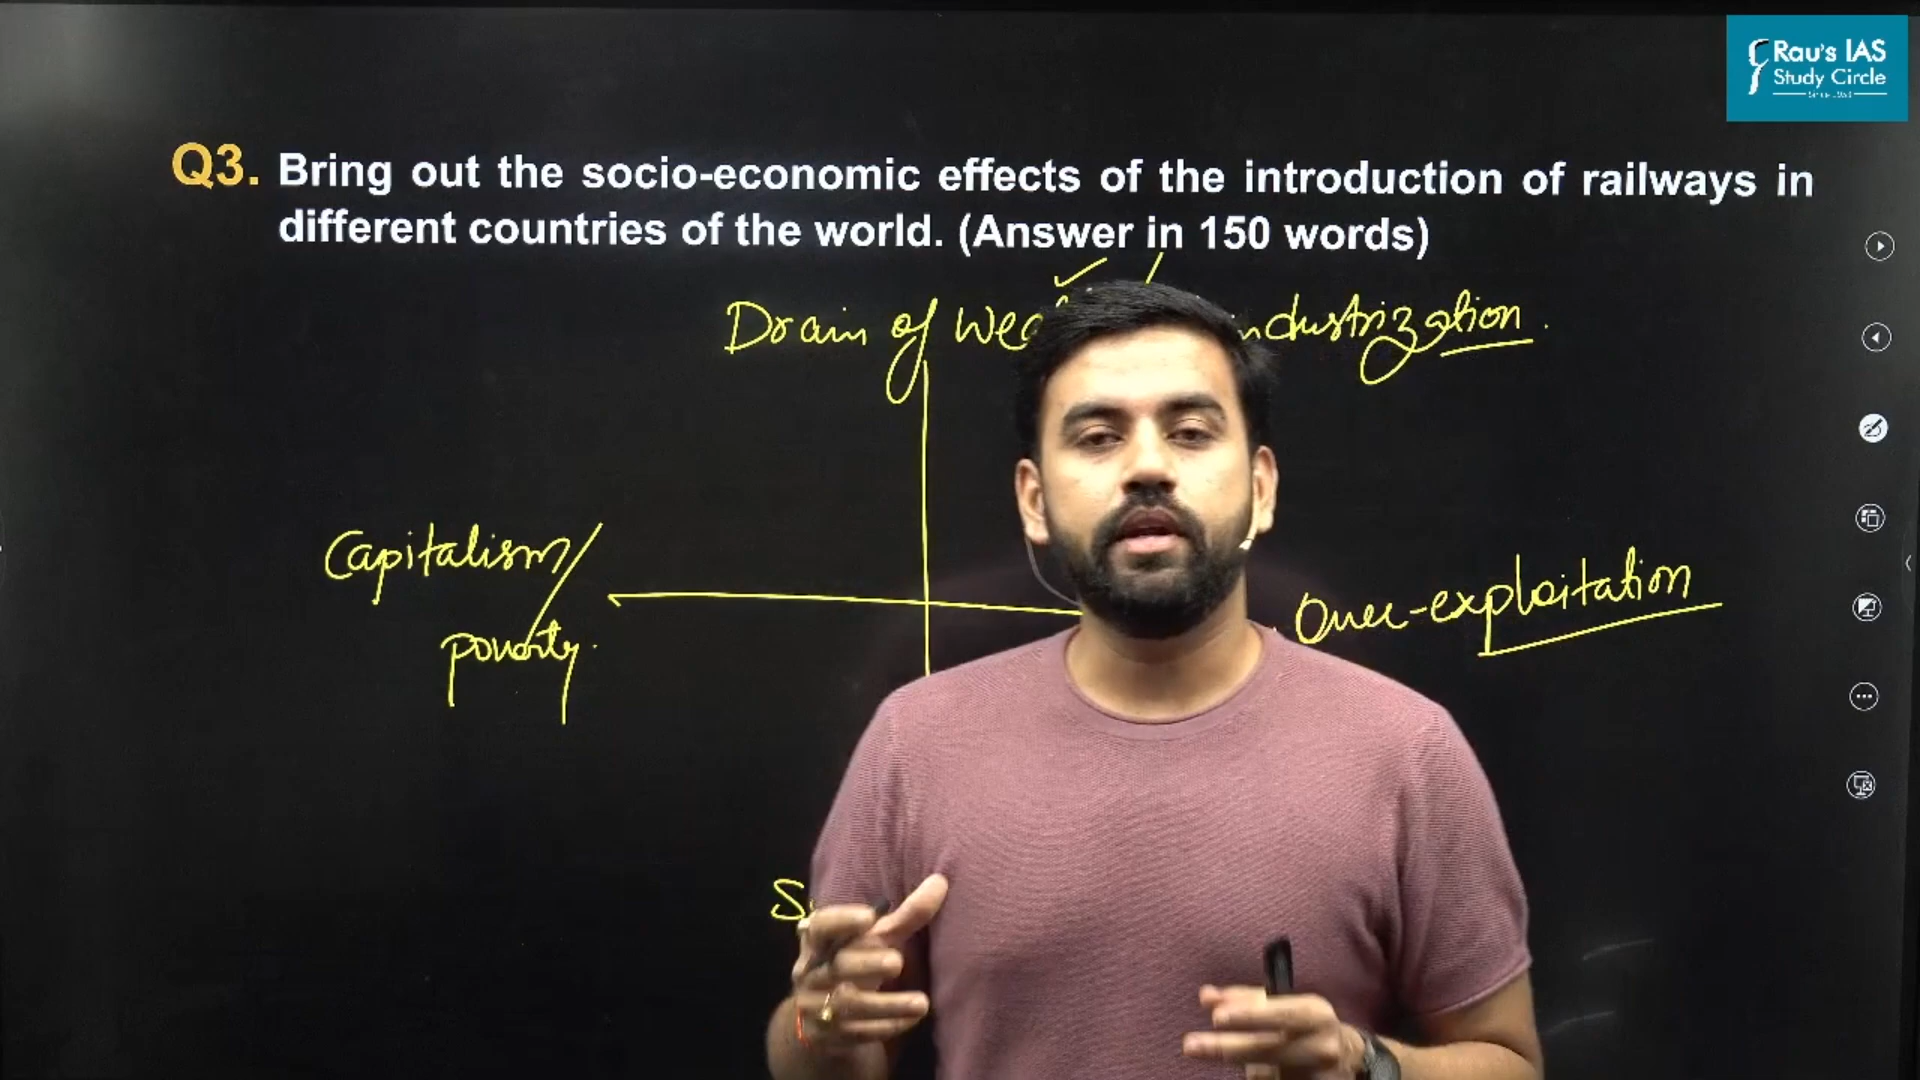 Rau's IAS
Study Circle
Q3. Bring out the socio-economic effects of the introduction of railways in
different countries of the world. (Answer in 150 words)
Drain of
Capitalism/
poverty.
Over-exploitation